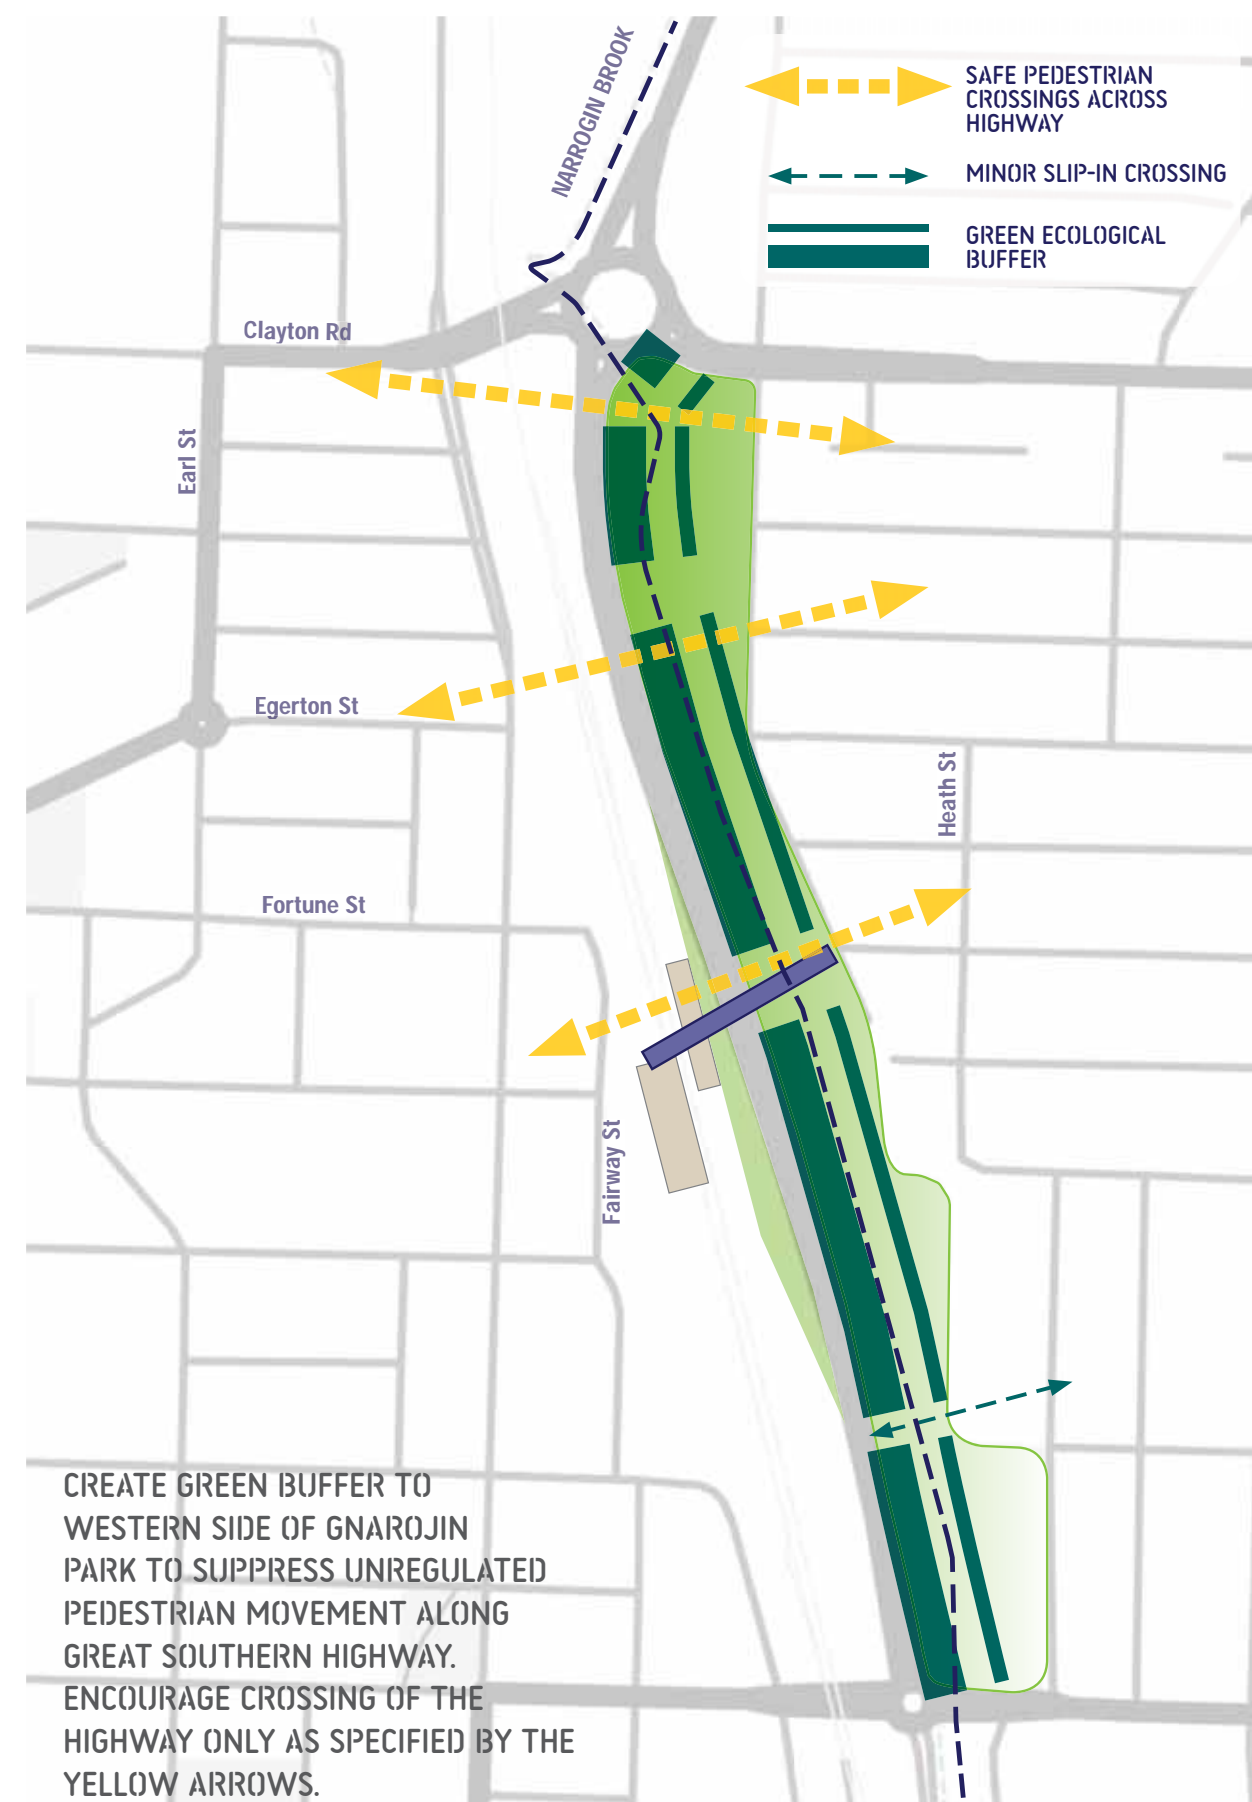 NARROGIN BROOK
SAFE PEDESTRIAN
CROSSINGS ACROSS
HIGHWAY
MINOR SLIP-IN CROSSING
GREEN ECOLOGICAL
BUFFER
Clayton Rd
Earl St
Egerton St
Heath St
Fortune St
Fairway St
CREATE GREEN BUFFER TO
WESTERN SIDE OF GNAROJIN
PARK TO SUPPRESS UNREGULATED
PEDESTRIAN MOVEMENT ALONG
GREAT SOUTHERN HIGHWAY.
ENCOURAGE CROSSING OF THE
HIGHWAY ONLY AS SPECIFIED BY THE
YELLOW ARROWS.